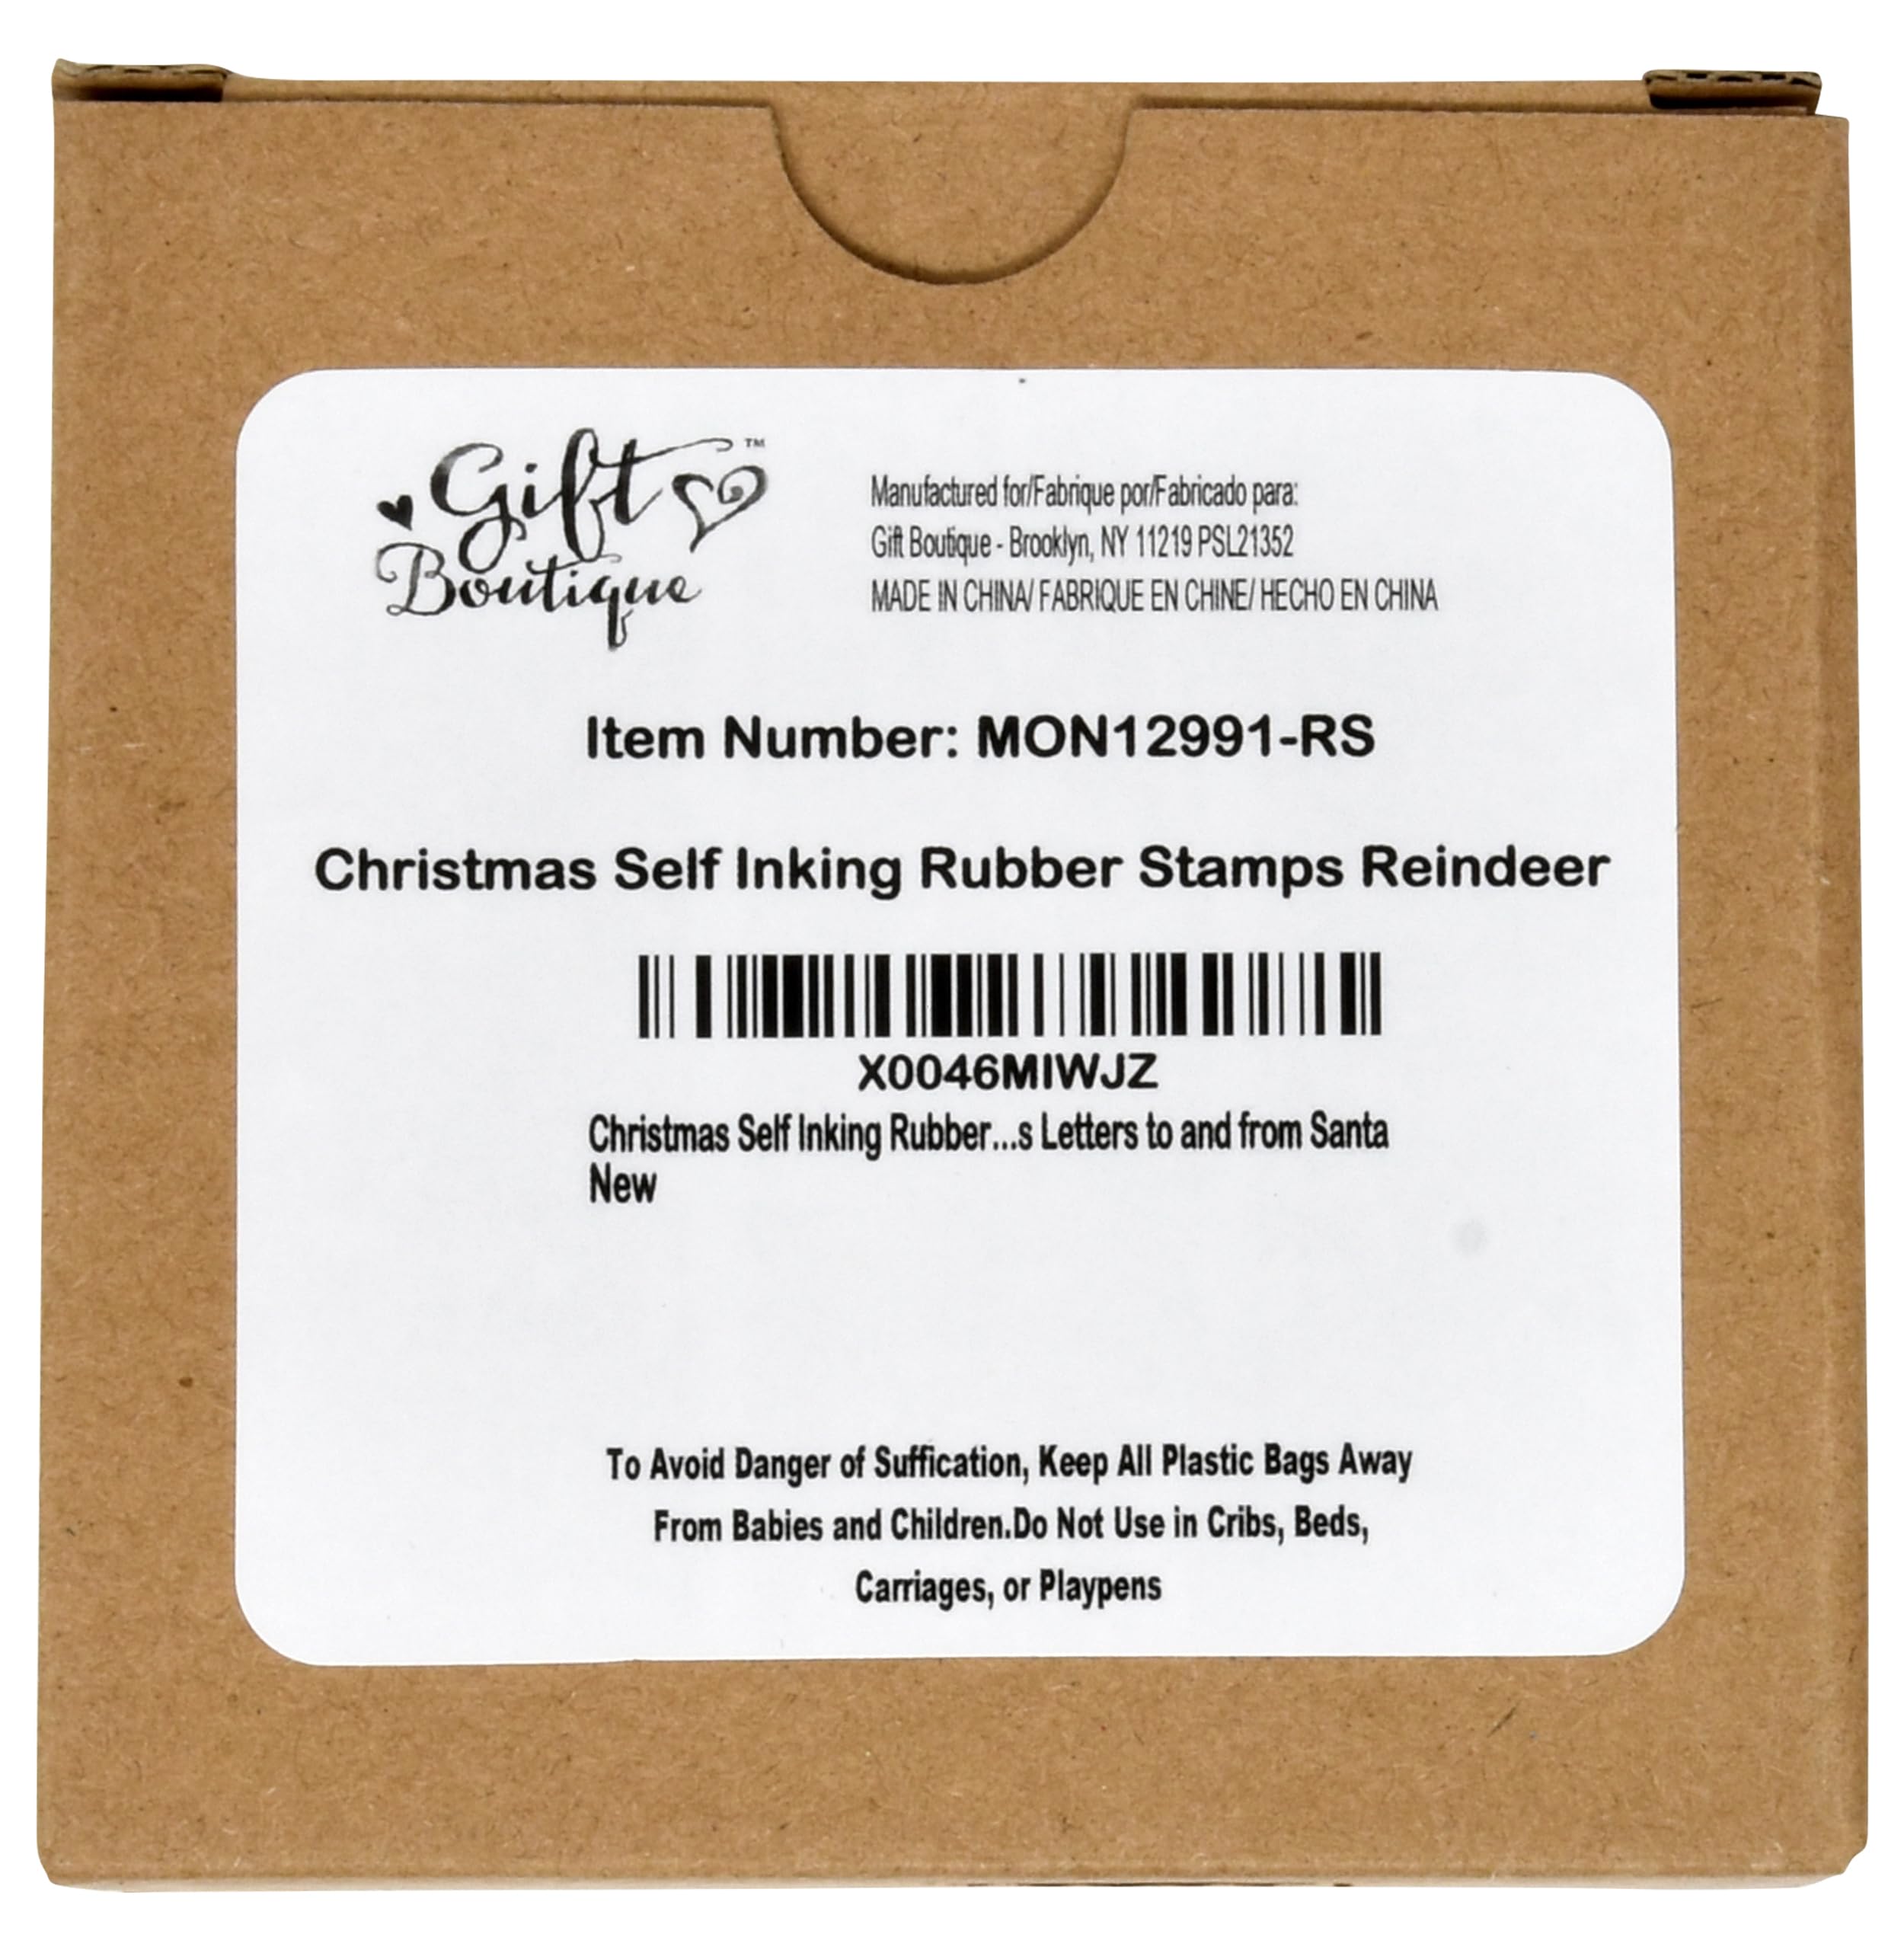 Gift ™
Boutique
Manufactured for/Fabrique por/Fabricado para:
Gift Boutique - Brooklyn, NY 11219 PSL21352
MADE IN CHINA/ FABRIQUE EN CHINE/ HECHO EN CHINA
Item Number: MON12991-RS
Christmas Self Inking Rubber Stamps Reindeer
X0046MIWJZ
Christmas Self Inking Rubber...s Letters to and from Santa
New
To Avoid Danger of Suffication, Keep All Plastic Bags Away
From Babies and Children.Do Not Use in Cribs, Beds,
Carriages, or Playpens